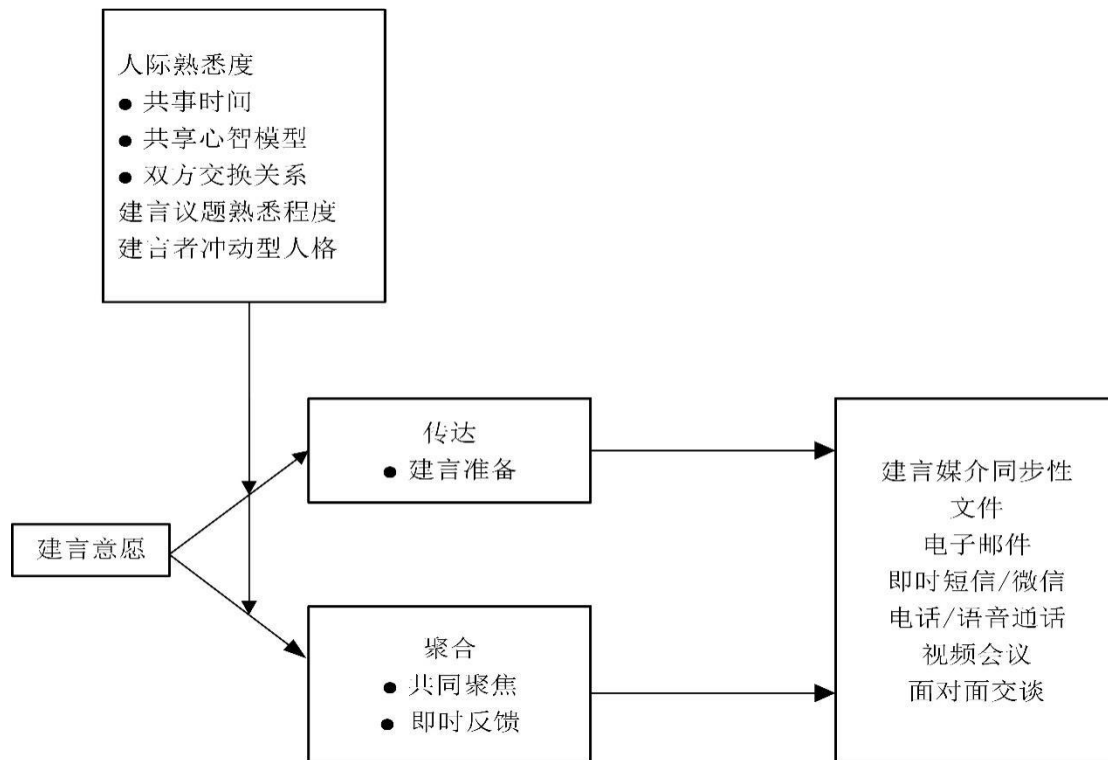 人际熟悉度
● 共事时间
● 共享心智模型
● 双方交换关系
建言议题熟悉程度
建言者冲动型人格
传达
● 建言准备
建言意愿
聚合
● 共同聚焦
● 即时反馈
建言媒介同步性
文件
电子邮件
即时短信/微信
电话/语音通话
视频会议
面对面交谈